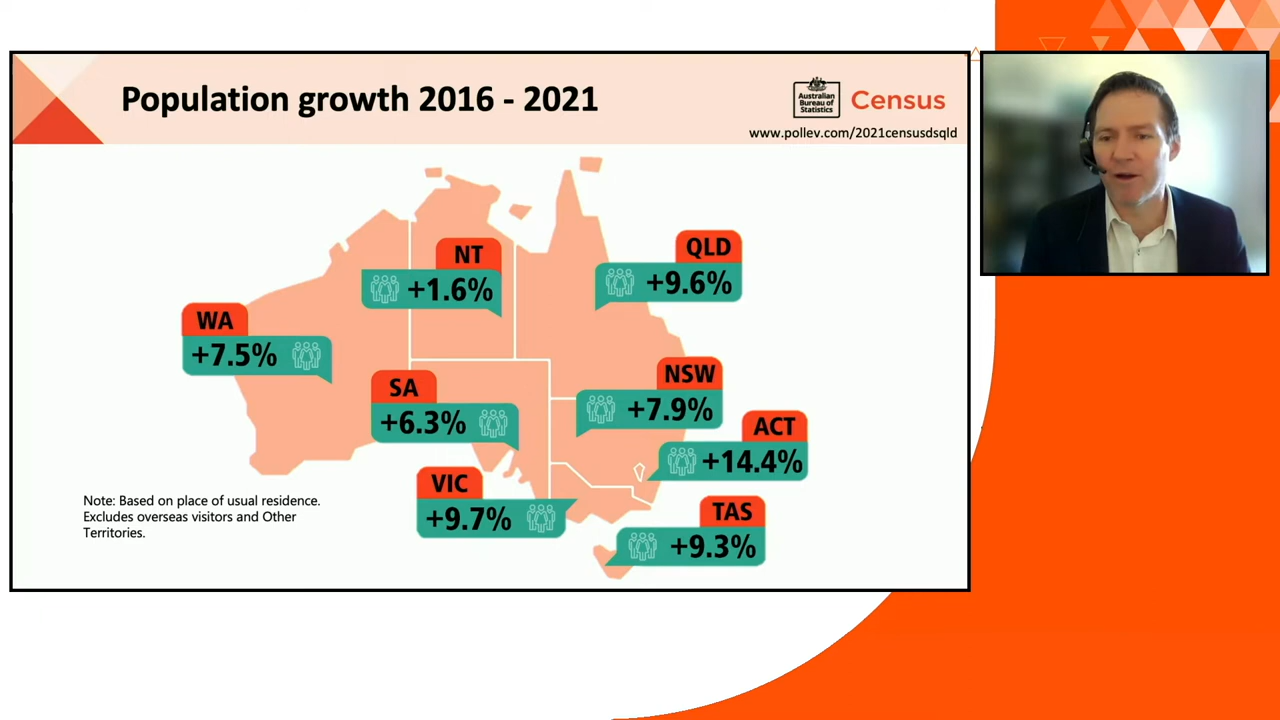 Population growth 2016 - 2021
Australian
Bureau of
Statistics
Census
www.pollev.com/2021censusdsqld
NT
+1.6%
QLD
+9.6%
WA
+7.5%
SA
+6.3%
NSW
+7.9%
ACT
+14.4%
VIC
+9.7%
TAS
+9.3%
Note: Based on place of usual residence.
Excludes overseas visitors and Other
Territories.